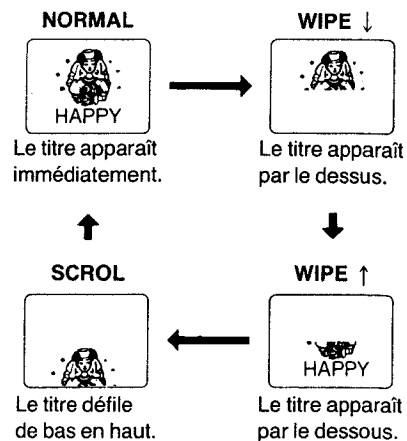 NORMAL
HAPPY
Le titre apparaît
immédiatement.
WIPE ↓
Le titre apparaît
par le dessus.
WIPE ↑
HAPPY
Le titre apparaît
par le dessous.
SCROL
Le titre défile
de bas en haut.